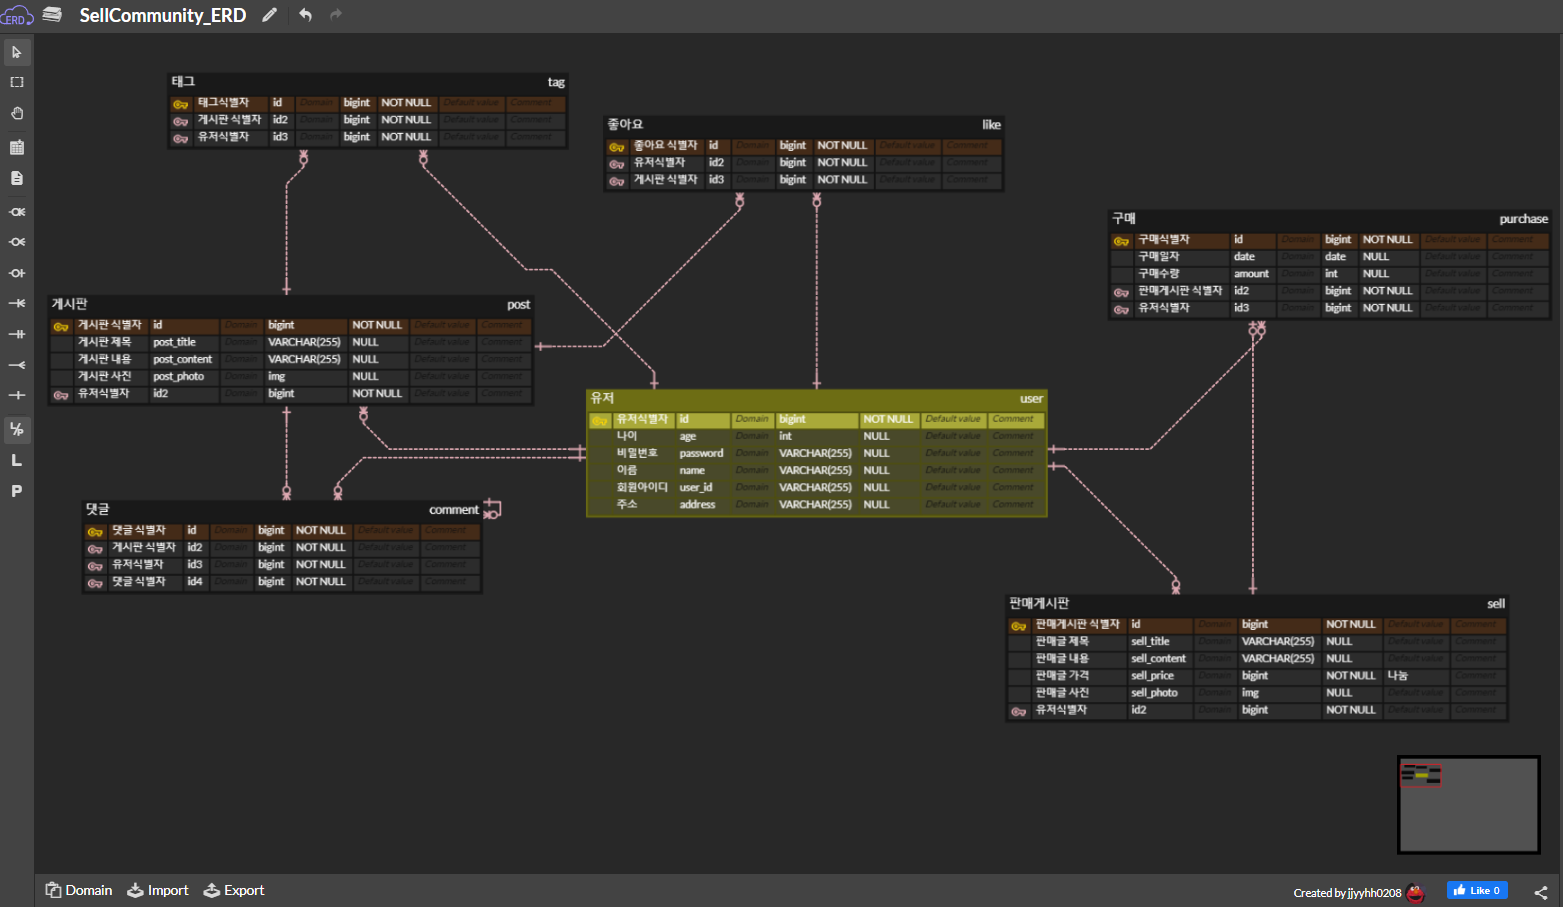 ERD
SellCommunity_ERD
태그 tag
태그식별자 id Domain bigint NOT NULL Default value Comment
게시판 식별자 id2 Domain bigint NOT NULL Default value Comment
유저식별자 id3 Domain bigint NOT NULL Default value Comment
좋아요 like
좋아요 식별자 id Domain bigint NOT NULL Default value Comment
유저식별자 id2 Domain bigint NOT NULL Default value Comment
게시판 식별자 id3 Domain bigint NOT NULL Default value Comment
구매 purchase
구매식별자 id Domain bigint NOT NULL Default value Comment
구매일자 date Domain date NULL Default value Comment
구매수량 amount Domain int NULL Default value Comment
판매게시판 식별자 id2 Domain bigint NOT NULL Default value Comment
유저식별자 id3 Domain bigint NOT NULL Default value Comment
게시판 post
게시판 식별자 id Domain bigint NOT NULL Default value Comment
게시판 제목 post_title Domain VARCHAR(255) NULL Default value Comment
게시판 내용 post_content Domain VARCHAR(255) NULL Default value Comment
게시판 사진 post_photo Domain img NULL Default value Comment
유저식별자 id2 Domain bigint NOT NULL Default value Comment
유저 user
유저식별자 id Domain bigint NOT NULL Default value Comment
나이 age Domain int NULL Default value Comment
비밀번호 password Domain VARCHAR(255) NULL Default value Comment
이름 name Domain VARCHAR(255) NULL Default value Comment
회원아이디 user_id Domain VARCHAR(255) NULL Default value Comment
주소 address Domain VARCHAR(255) NULL Default value Comment
L/P
L
P
댓글 comment
댓글 식별자 id Domain bigint NOT NULL Default value Comment
게시판 식별자 id2 Domain bigint NOT NULL Default value Comment
유저식별자 id3 Domain bigint NOT NULL Default value Comment
댓글 식별자 id4 Domain bigint NOT NULL Default value Comment
판매게시판 sell
판매게시판 식별자 id Domain bigint NOT NULL Default value Comment
판매글 제목 sell_title Domain VARCHAR(255) NULL Default value Comment
판매글 내용 sell_content Domain VARCHAR(255) NULL Default value Comment
판매글 가격 sell_price Domain bigint NOT NULL 나눔 Comment
판매글 사진 sell_photo Domain img NULL Default value Comment
유저식별자 id2 Domain bigint NOT NULL Default value Comment
Domain Import Export
Created by jjyyhh0208
Like 0